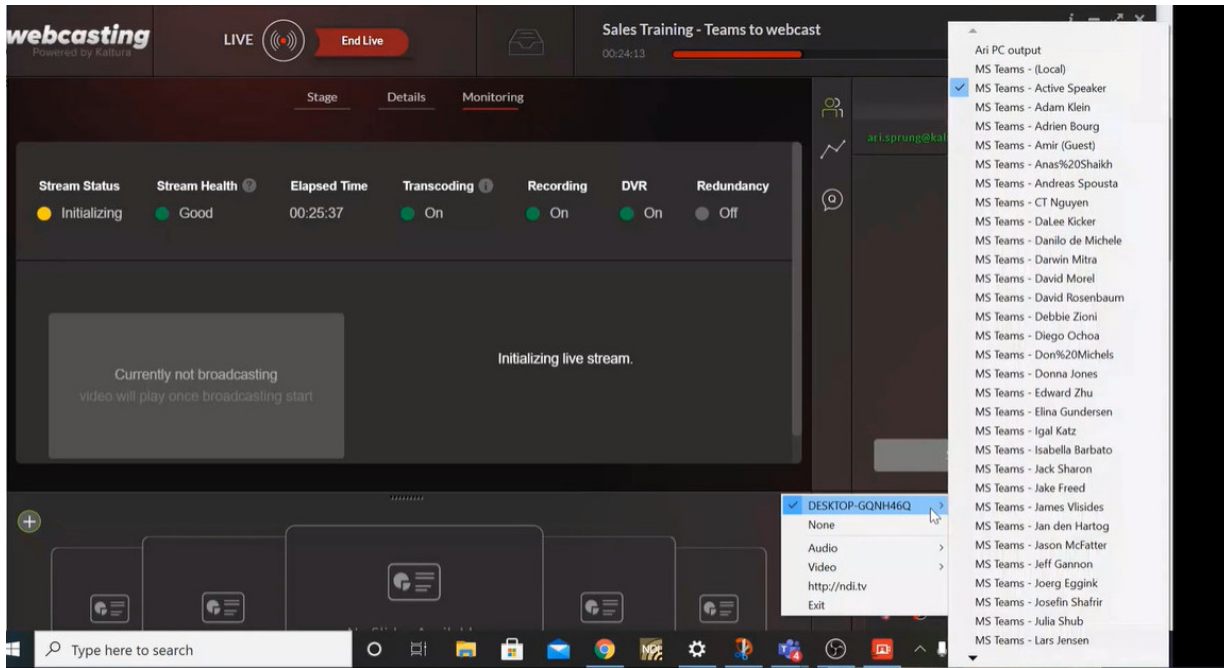 webcasting
Powered by Kaltura
LIVE
End Live
Sales Training - Teams to webcast
00:24:13
Stage
Details
Monitoring
Stream Status
Stream Health
Elapsed Time
Transcoding
Recording
DVR
Redundancy
Initializing
Good
00:25:37
On
On
On
Off
Currently not broadcasting
video will play once broadcasting start
Initializing live stream.
ari.sprung@kal
DESKTOP-GQNH46Q
None
Audio
Video
http://ndi.tv
Exit
Ari PC output
MS Teams - (Local)
MS Teams - Active Speaker
MS Teams - Adam Klein
MS Teams - Adrien Bourg
MS Teams - Amir (Guest)
MS Teams - Anas%20Shaikh
MS Teams - Andreas Spousta
MS Teams - CT Nguyen
MS Teams - DaLee Kicker
MS Teams - Danilo de Michele
MS Teams - Darwin Mitra
MS Teams - David Morel
MS Teams - David Rosenbaum
MS Teams - Debbie Zioni
MS Teams - Diego Ochoa
MS Teams - Don%20Michels
MS Teams - Donna Jones
MS Teams - Edward Zhu
MS Teams - Elina Gundersen
MS Teams - Igal Katz
MS Teams - Isabella Barbato
MS Teams - Jack Sharon
MS Teams - Jake Freed
MS Teams - James Vlisides
MS Teams - Jan den Hartog
MS Teams - Jason McFatter
MS Teams - Jeff Gannon
MS Teams - Joerg Eggink
MS Teams - Josefin Shafrir
MS Teams - Julia Shub
MS Teams - Lars Jensen
Type here to search
NDI
4